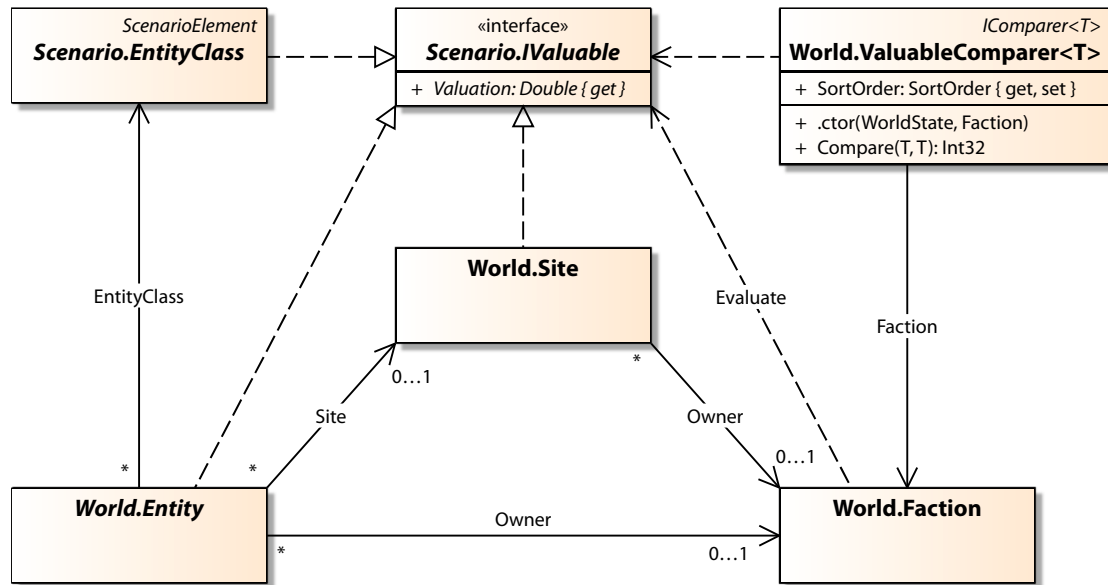 ScenarioElement
Scenario.EntityClass
«interface»
Scenario.IValuable
+ Valuation: Double { get }
IComparer<T>
World.ValuableComparer<T>
+ SortOrder: SortOrder { get, set }
+ .ctor(WorldState, Faction)
+ Compare(T, T): Int32
World.Site
EntityClass
Evaluate
Faction
*
0…1
Site
Owner
*
*
0…1
World.Entity
Owner
World.Faction
*
0…1